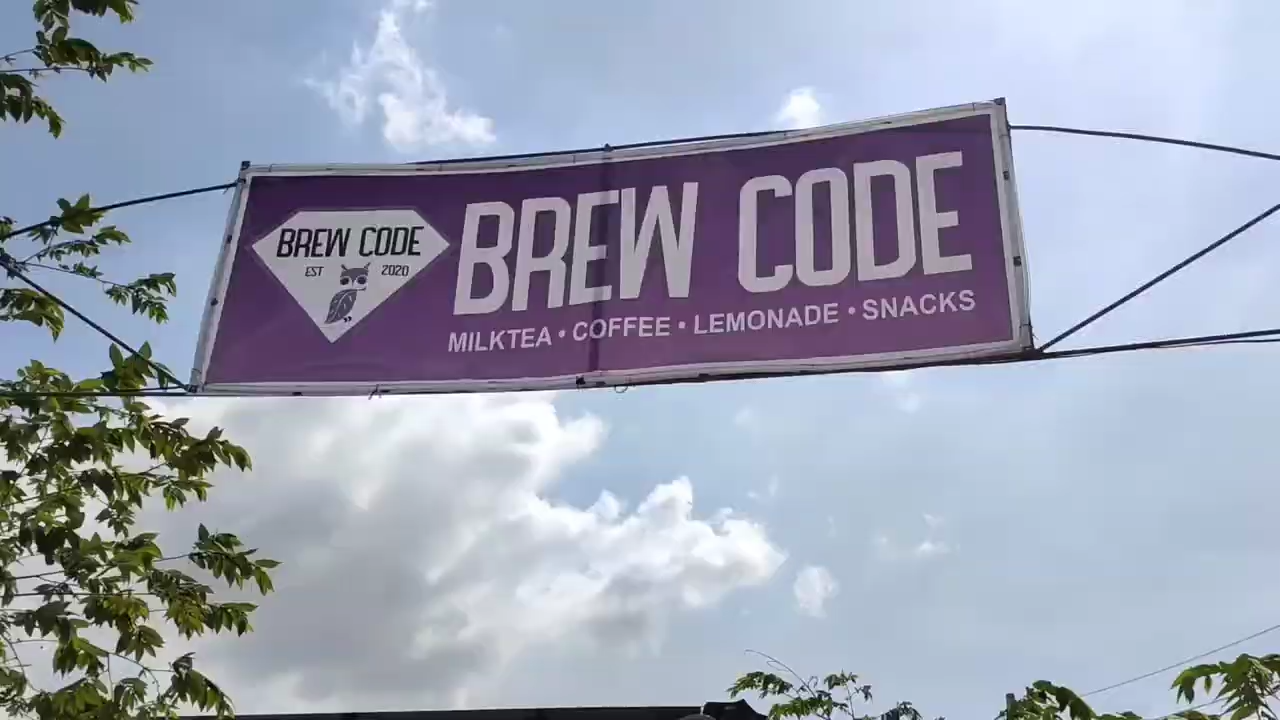 BREW CODE
EST 2020
BREW CODE
MILKTEA • COFFEE • LEMONADE • SNACKS